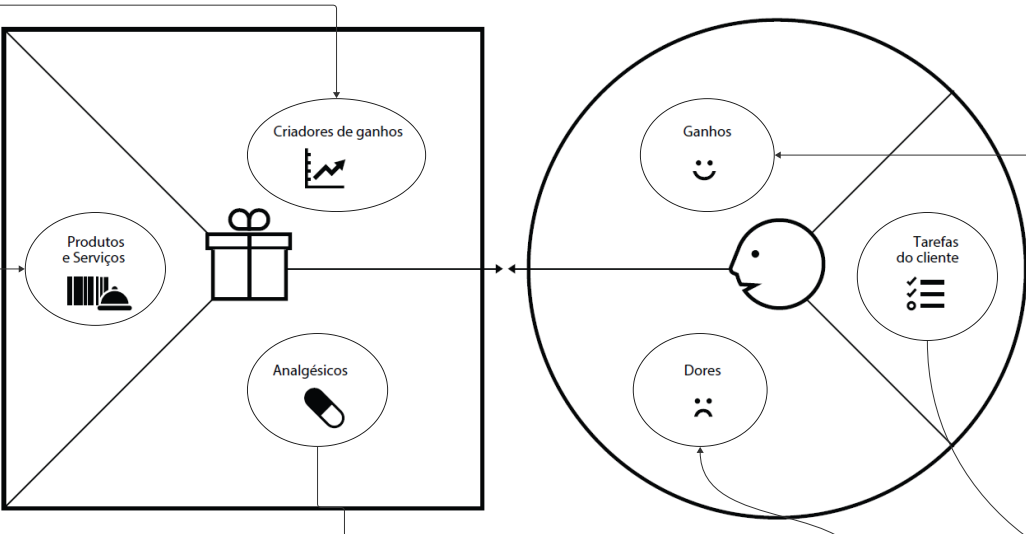 Criadores de ganhos
Produtos
e Serviços
Analgésicos
Ganhos
Tarefas
do cliente
Dores